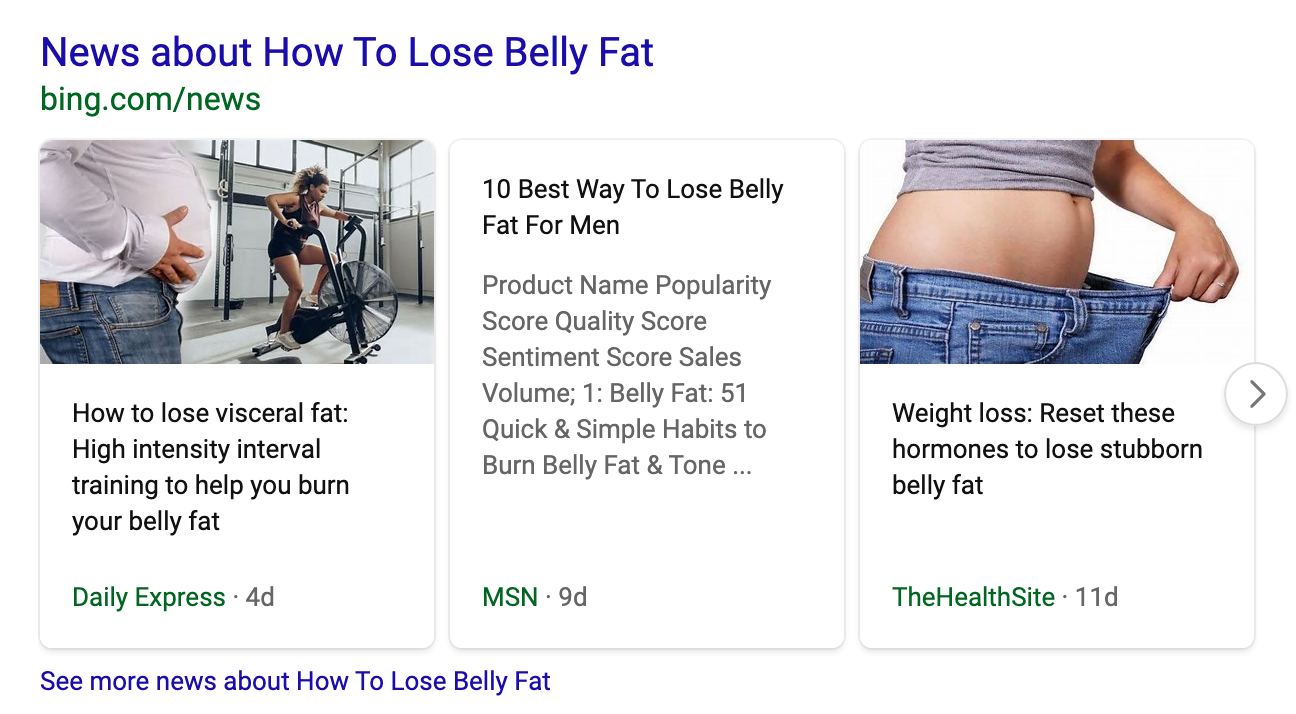 News about How To Lose Belly Fat
bing.com/news
How to lose visceral fat:
High intensity interval
training to help you burn
your belly fat
Daily Express · 4d
10 Best Way To Lose Belly
Fat For Men
Product Name Popularity
Score Quality Score
Sentiment Score Sales
Volume; 1: Belly Fat: 51
Quick & Simple Habits to
Burn Belly Fat & Tone ...
MSN · 9d
Weight loss: Reset these
hormones to lose stubborn
belly fat
TheHealthSite · 11d
See more news about How To Lose Belly Fat